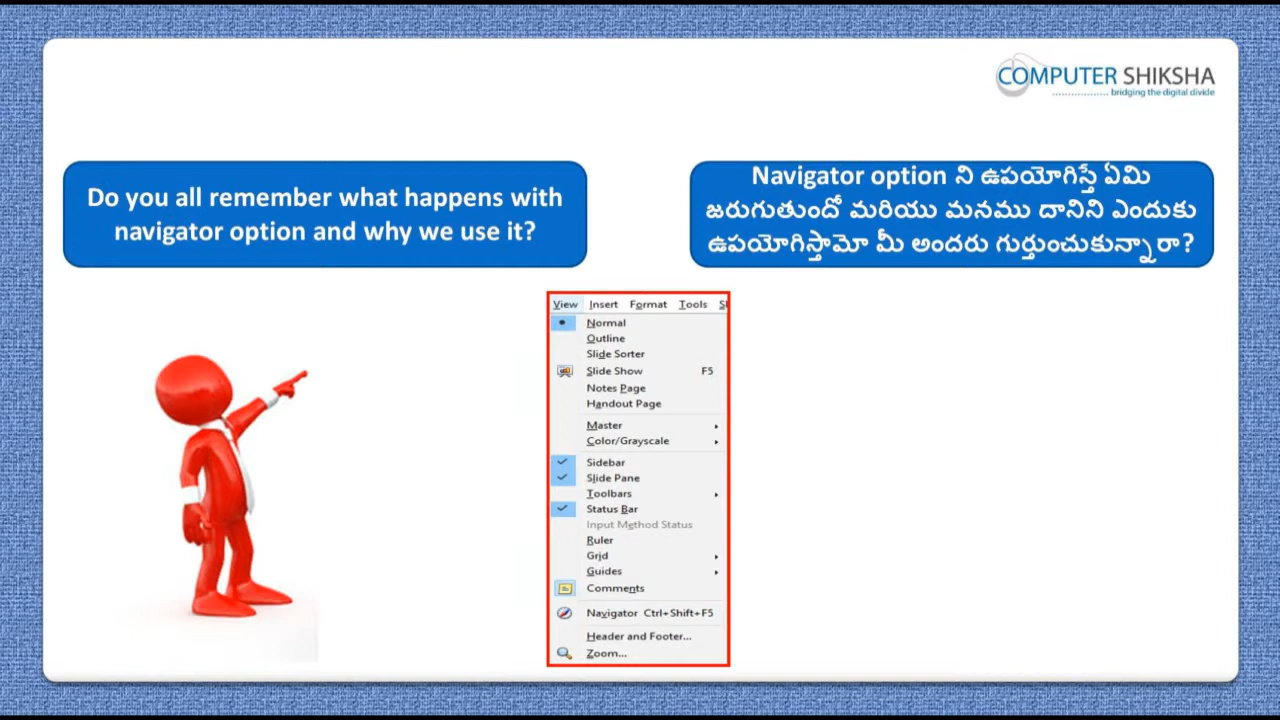 COMPUTER SHIKSHA
.................. bridging the digital divide
Do you all remember what happens with
navigator option and why we use it?
Navigator option ని ఉపయోగిస్తే ఏమి
జరుగుతుందో మరియు మనము దానిని ఎందుకు
ఉపయోగిస్తామో మీ అందరు గుర్తుంచుకున్నారా?
View Insert Format Tools
Normal
Outline
Slide Sorter
Slide Show F5
Notes Page
Handout Page
Master
Color/Grayscale
Sidebar
Slide Pane
Toolbars
Status Bar
Input Method Status
Ruler
Grid
Guides
Comments
Navigator Ctrl+Shift+F5
Header and Footer...
Zoom...